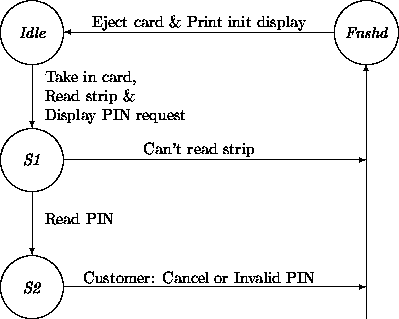 Idle
Eject card & Print init display
Fnshd
Take in card,
Read strip &
Display PIN request
S1
Can't read strip
Read PIN
S2
Customer: Cancel or Invalid PIN